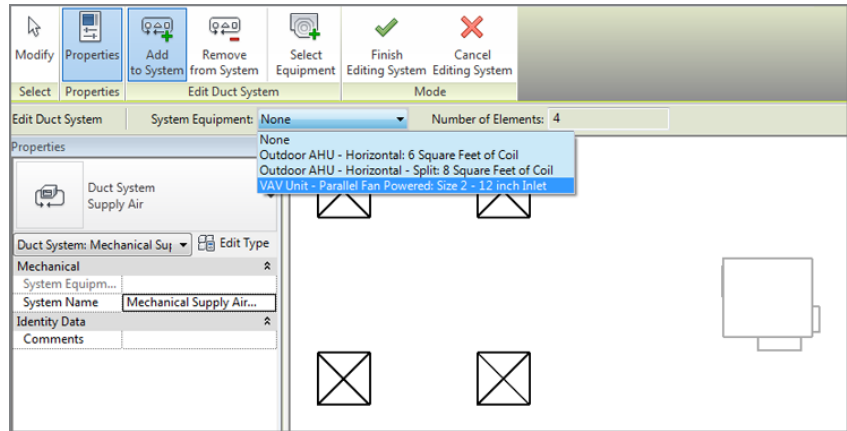 Modify
Properties
Add
to System
Remove
from System
Select
Equipment
Finish
Editing System
Cancel
Editing System
Select
Properties
Edit Duct System
Mode
Edit Duct System
System Equipment:
None
Number of Elements:
4
None
Outdoor AHU - Horizontal: 6 Square Feet of Coil
Outdoor AHU - Horizontal - Split: 8 Square Feet of Coil
VAV Unit - Parallel Fan Powered: Size 2 - 12 inch Inlet
Properties
Duct System
Supply Air
Duct System: Mechanical Sup
Edit Type
Mechanical
System Equipm...
System Name
Mechanical Supply Air...
Identity Data
Comments